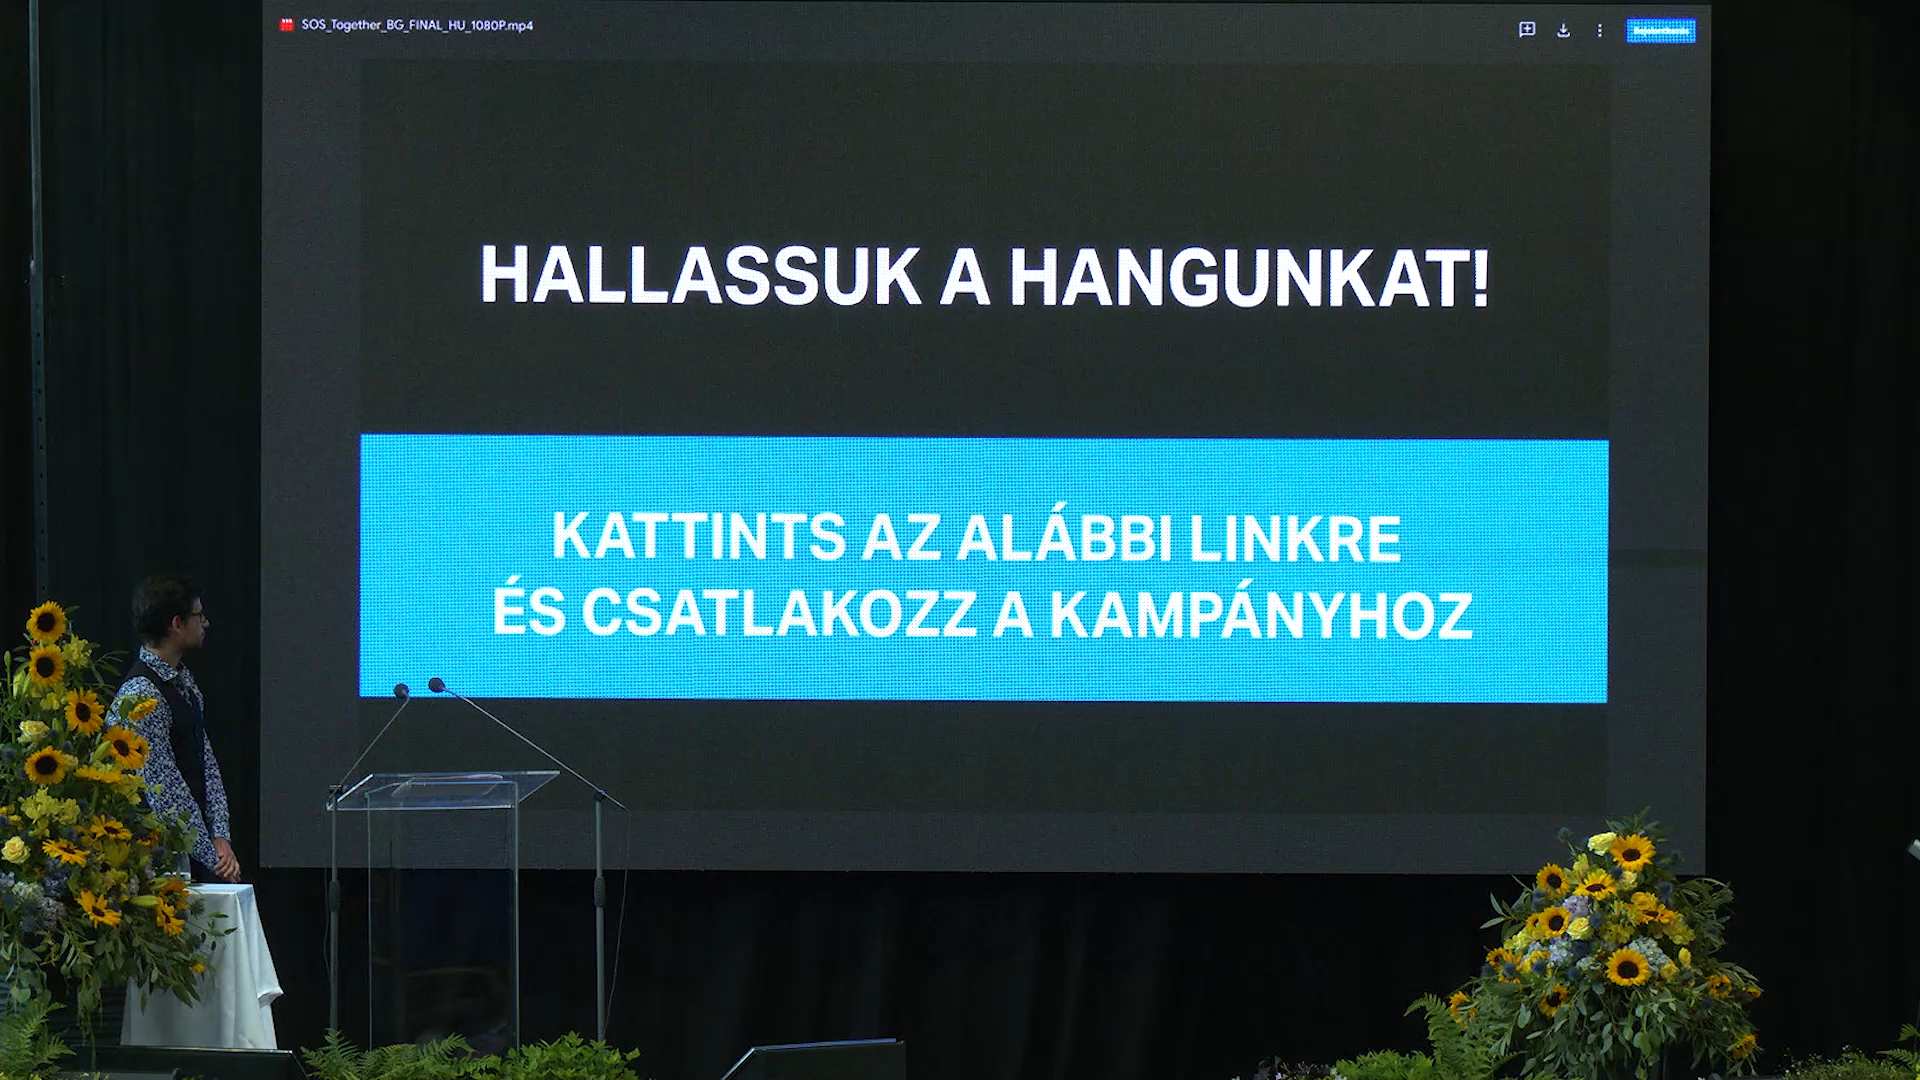 SOS_Together_BG_FINAL_HU_1080P.mp4
HALLASSUK A HANGUNKAT!
KATTINTS AZ ALÁBBI LINKRE
ÉS CSATLAKOZZ A KAMPÁNYHOZ